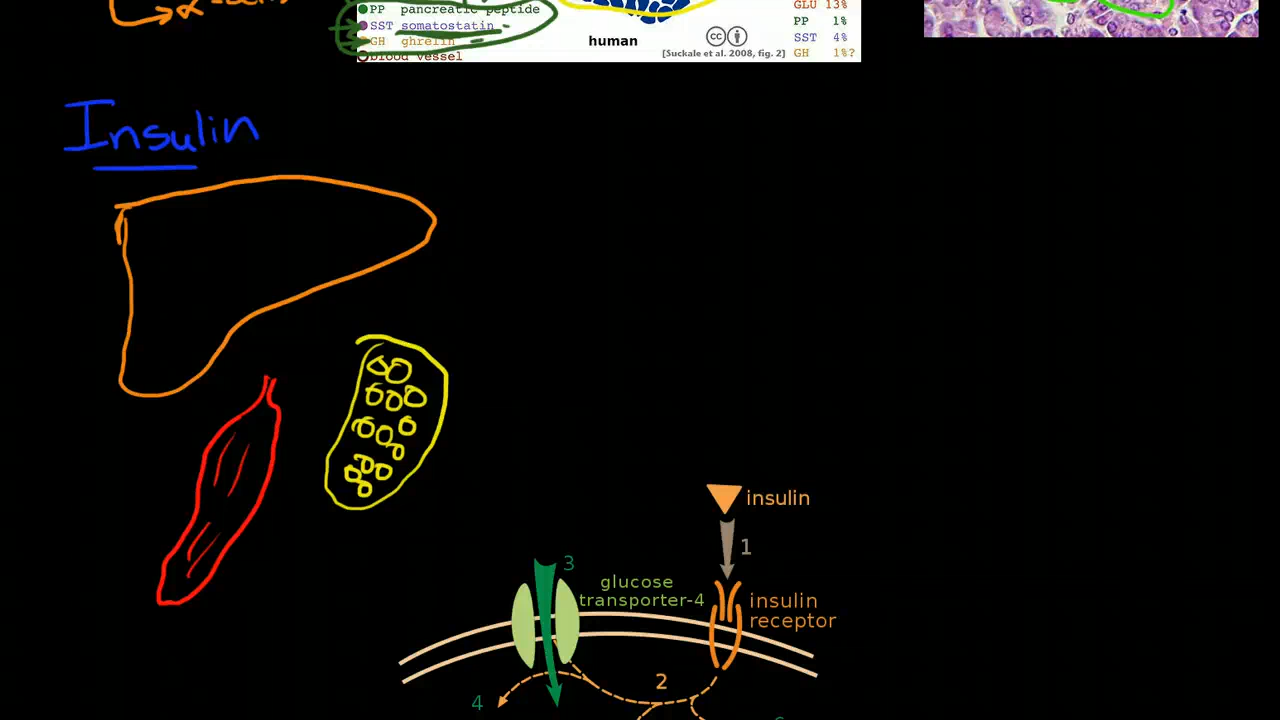 α-cells
PP pancreatic peptide
SST somatostatin
GH ghrelin
blood vessel
human
[Suckale et al. 2008, fig. 2]
GLU 13%
PP 1%
SST 4%
GH 1%?
Insulin
insulin
1
3
glucose
transporter-4
insulin
receptor
2
4